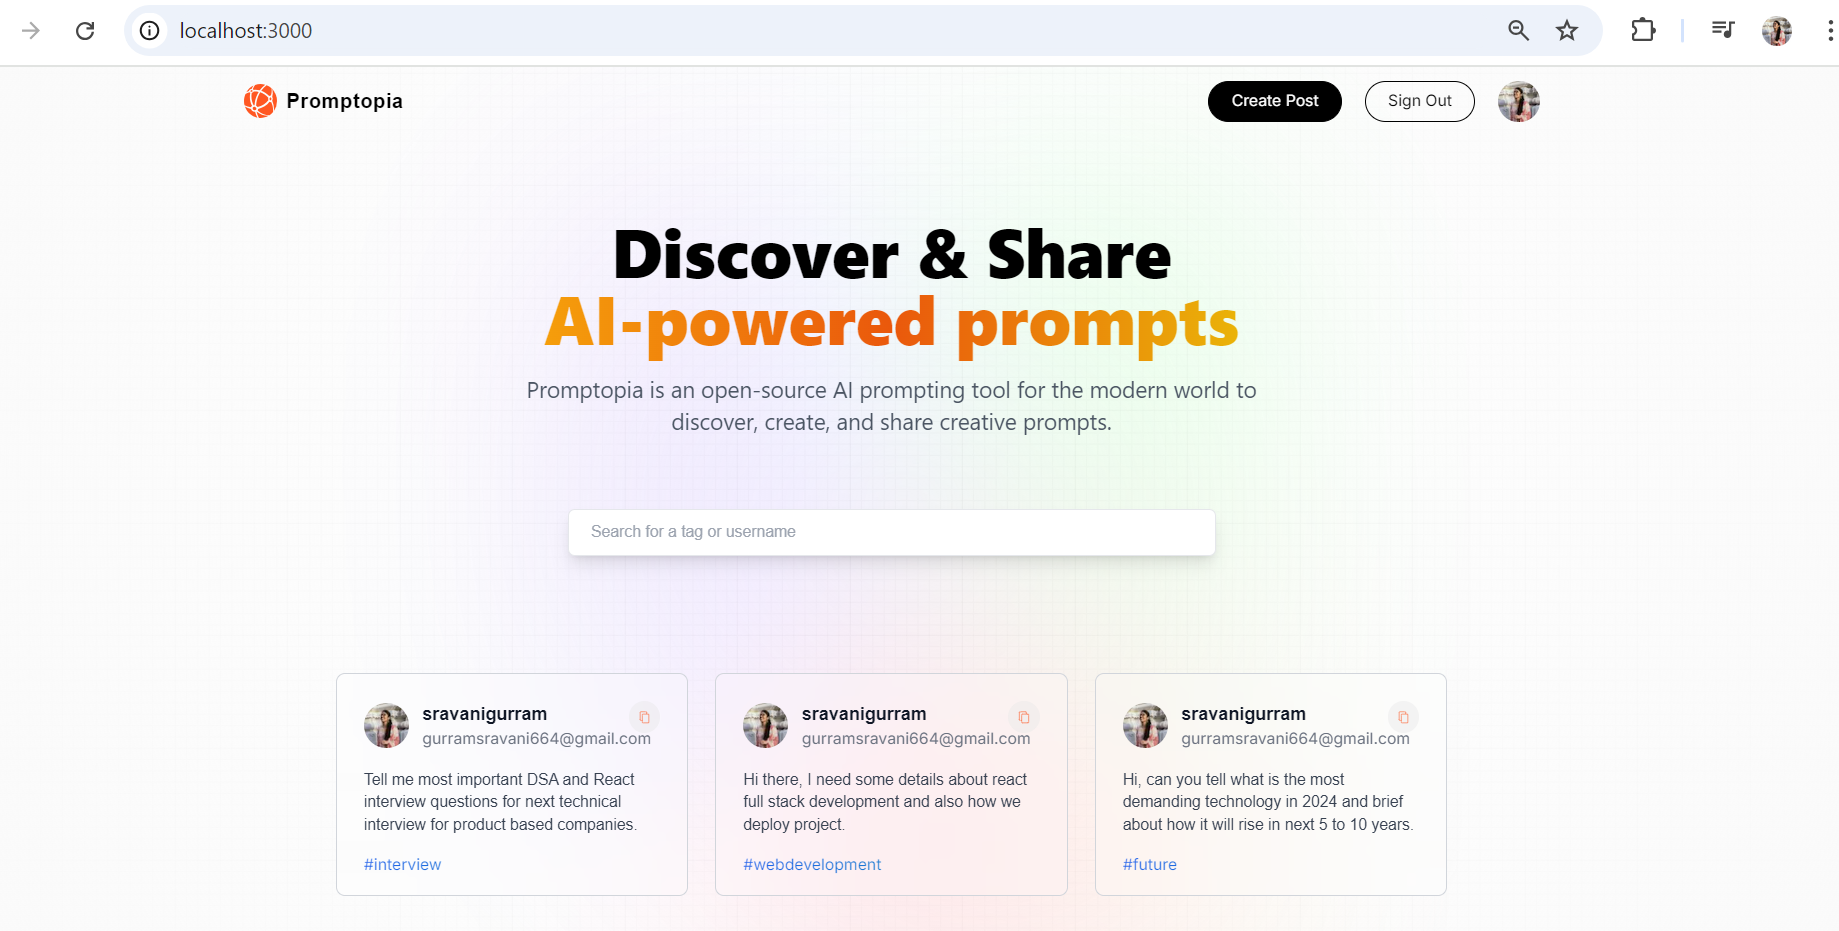 localhost:3000
Promptopia
Create Post
Sign Out
Discover & Share
AI-powered prompts
Promptopia is an open-source AI prompting tool for the modern world to
discover, create, and share creative prompts.
Search for a tag or username
sravanigurram
gurramsravani664@gmail.com
Tell me most important DSA and React
interview questions for next technical
interview for product based companies.
#interview
sravanigurram
gurramsravani664@gmail.com
Hi there, I need some details about react
full stack development and also how we
deploy project.
#webdevelopment
sravanigurram
gurramsravani664@gmail.com
Hi, can you tell what is the most
demanding technology in 2024 and brief
about how it will rise in next 5 to 10 years.
#future